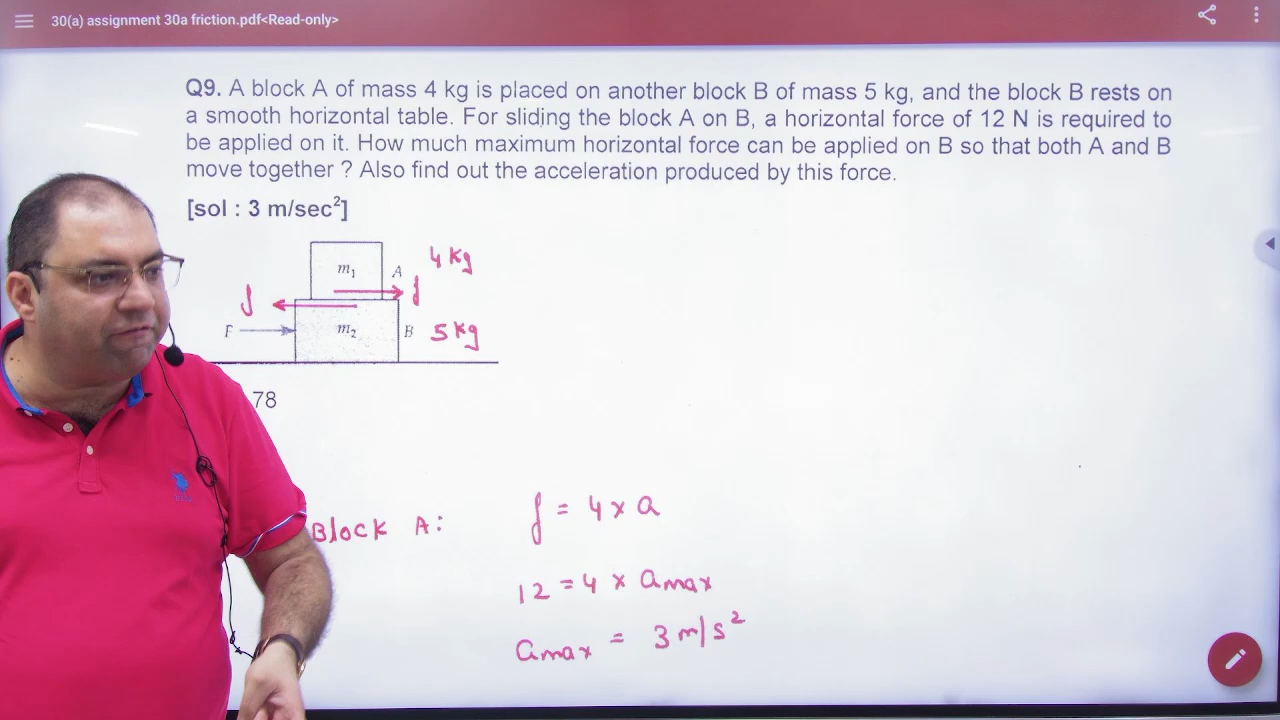 30(a) assignment 30a friction.pdf<Read-only>
Q9. A block A of mass 4 kg is placed on another block B of mass 5 kg, and the block B rests on
a smooth horizontal table. For sliding the block A on B, a horizontal force of 12 N is required to
be applied on it. How much maximum horizontal force can be applied on B so that both A and B
move together ? Also find out the acceleration produced by this force.
[sol : 3 m/sec²]
m₁ A 4 kg
f f
F m₂ B 5 kg
78
Block A: f = 4 × a
12 = 4 × amax
amax = 3 m/s²